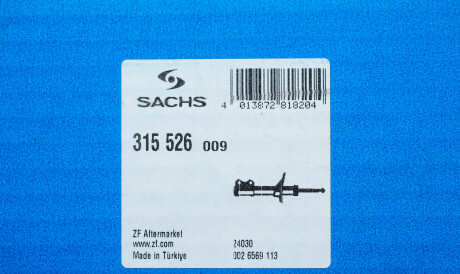 SACHS
4 013872 818204
315 526 009
ZF Aftermarket
www.zf.com 24030
Made in Türkiye 002 6569 113